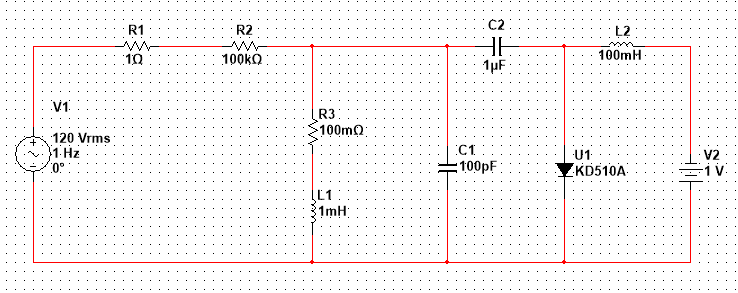 R1
1Ω
R2
100kΩ
C2
1µF
L2
100mH
V1
120 Vrms
1 Hz
0°
R3
100mΩ
L1
1mH
C1
100pF
U1
KD510A
V2
1 V